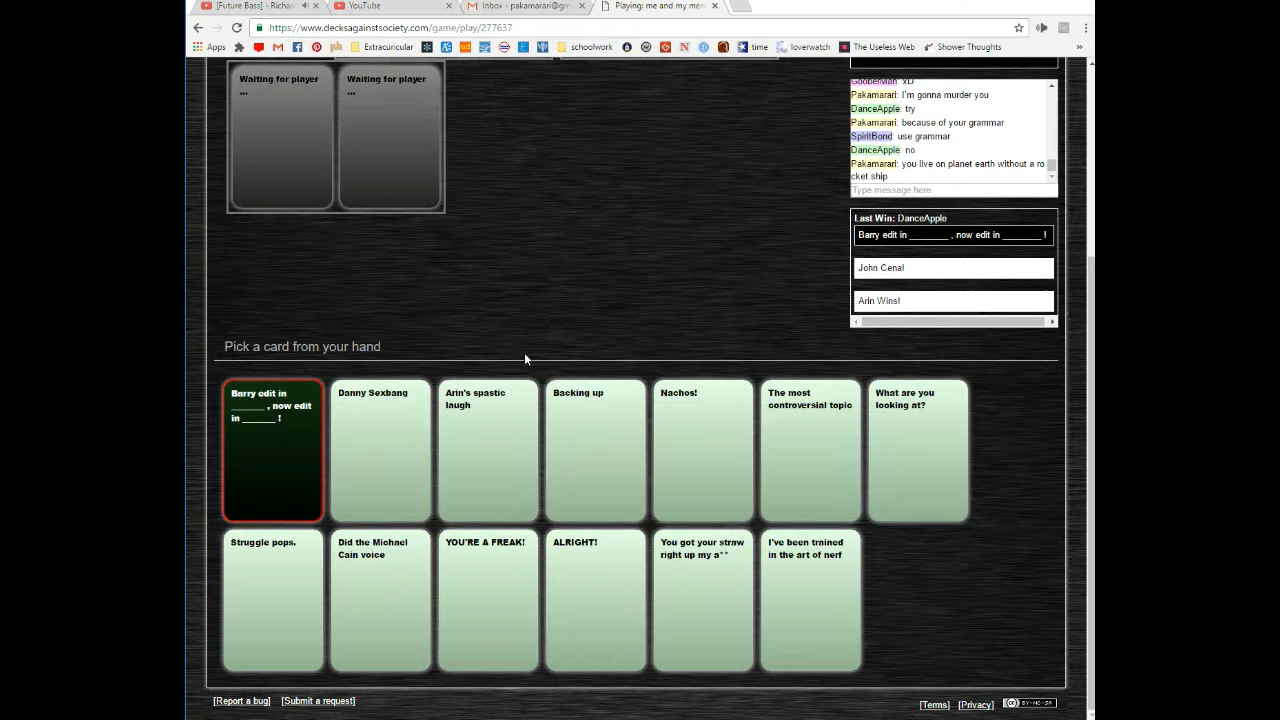 [Future Bass] - Richar
YouTube
Inbox - pakamarari@gm
Playing: me and my mem
https://www.decksagainstsociety.com/game/play/277637
Apps
Extracurricular
schoolwork
time
loverwatch
The Useless Web
Shower Thoughts
»
Waiting for player
...
Waiting for player
...
GoobenMan: xD
Pakamarari: I'm gonna murder you
DanceApple: try
Pakamarari: because of your grammar
SpiritBond: use grammar
DanceApple: no
Pakamarari: you live on planet earth without a ro
cket ship
Type message here
Last Win: DanceApple
Barry edit in _______ , now edit in _______ !
John Cena!
Arin Wins!
Pick a card from your hand
Barry edit in
______ , now edit
in ______ !
Danny Sexbang
Arin's spastic
laugh
Backing up
Nachos!
The most
controversial topic
What are you
looking at?
Struggle pops.
Did the Michael
Cain voice
YOU'RE A FREAK!
ALRIGHT!
You got your straw
right up my a**
I've been trained
in the art of nerf
[Report a bug] [Submit a request]
[Terms] [Privacy]
BY-NC-SA